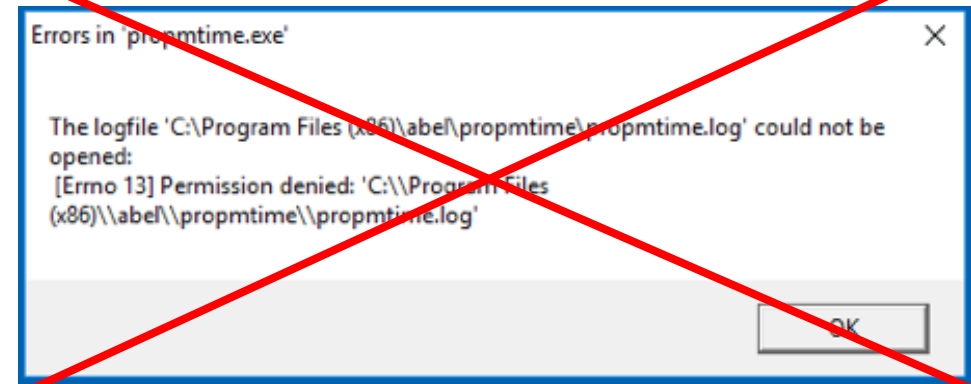 Errors in 'propmtime.exe'
The logfile 'C:\Program Files (x86)\abel\propmtime\propmtime.log' could not be
opened:
[Errno 13] Permission denied: 'C:\\Program Files
(x86)\\abel\\propmtime\\propmtime.log'
OK